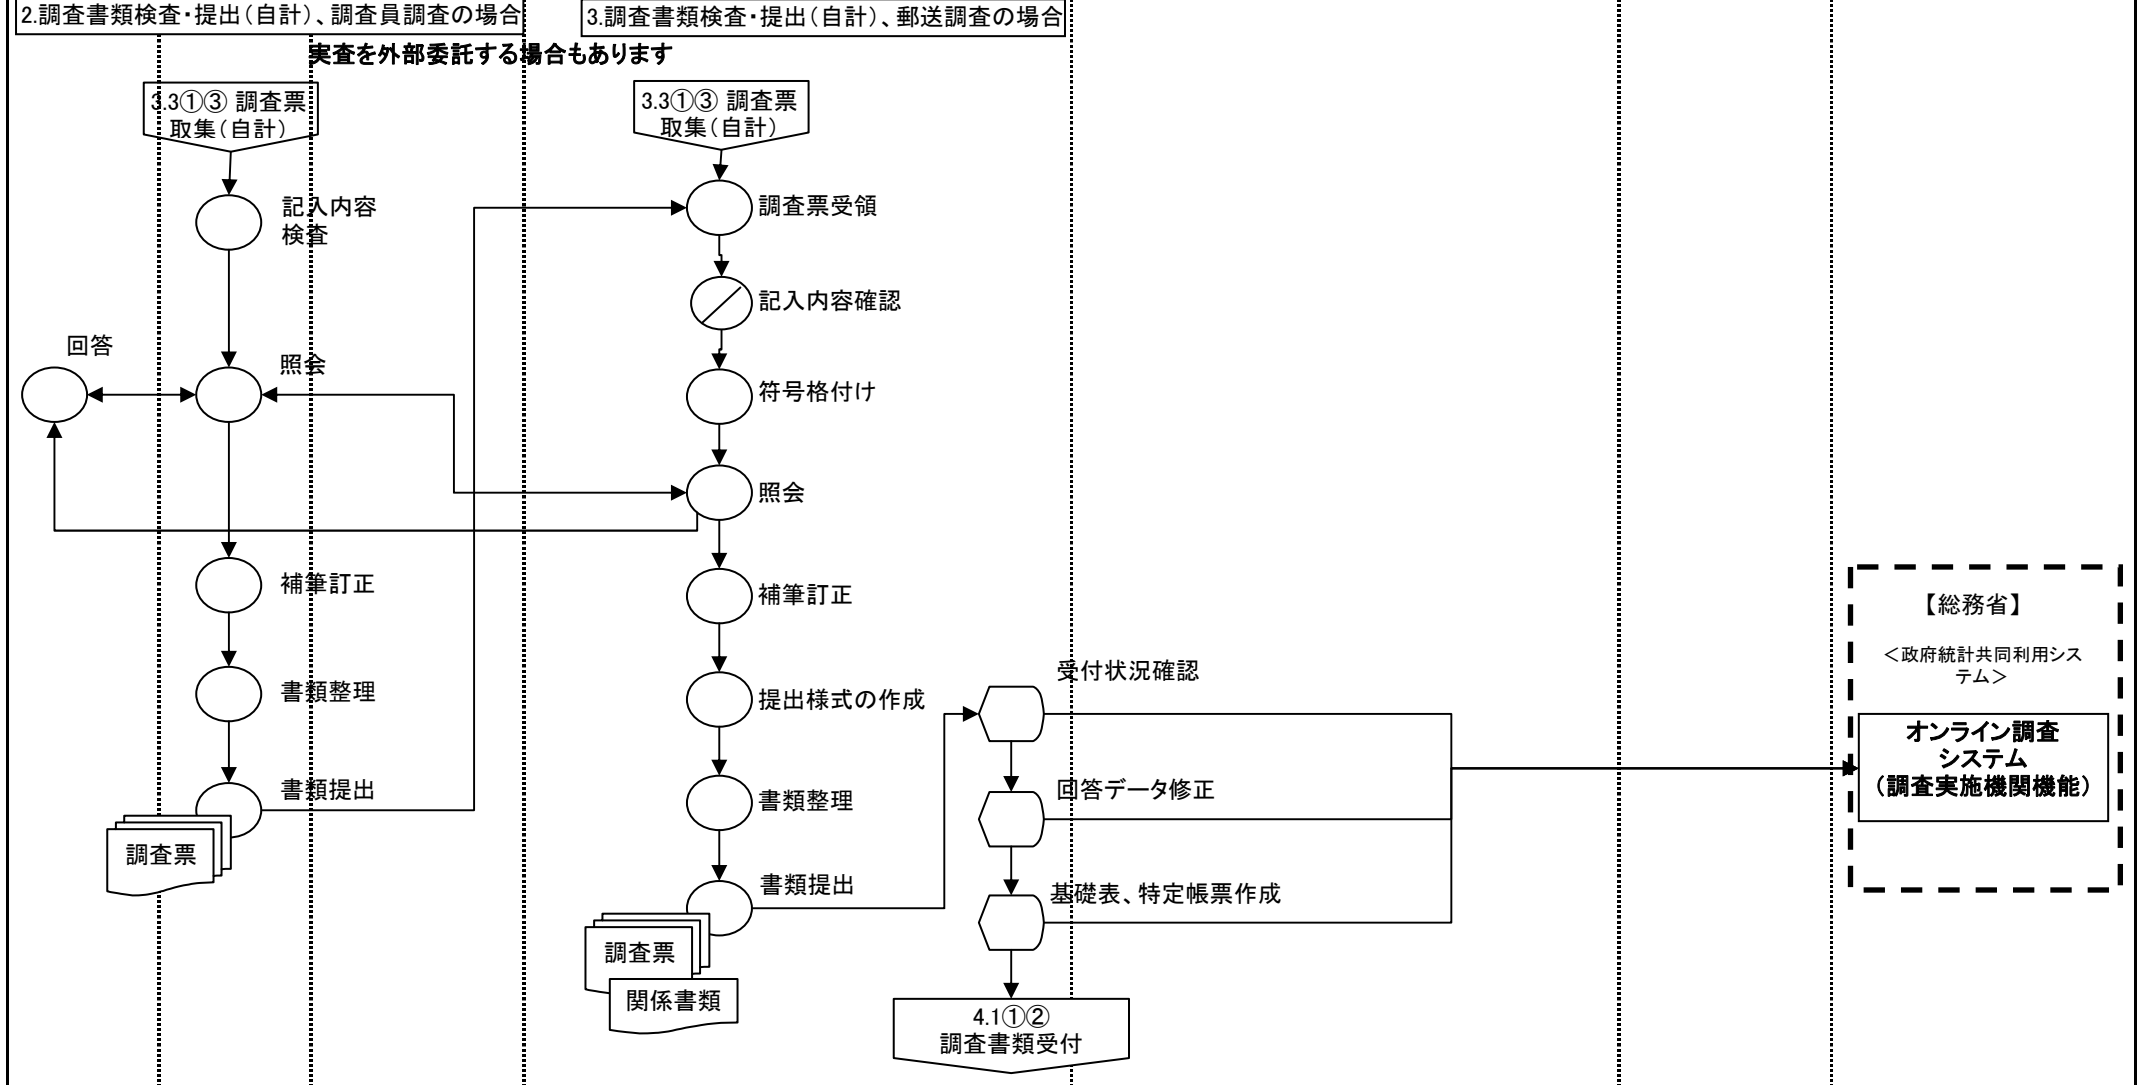 2.調査書類検査・提出（自計）、調査員調査の場合
3.調査書類検査・提出（自計）、郵送調査の場合
実査を外部委託する場合もあります
3.3①③ 調査票
取集（自計）
3.3①③ 調査票
取集（自計）
記入内容
検査
調査票受領
記入内容確認
回答
照会
符号格付け
照会
補筆訂正
補筆訂正
【総務省】
＜政府統計共同利用シス
テム＞
オンライン調査
システム
（調査実施機関機能）
書類整理
提出様式の作成
受付状況確認
書類提出
調査票
書類整理
回答データ修正
書類提出
調査票
関係書類
基礎表、特定帳票作成
4.1①②
調査書類受付